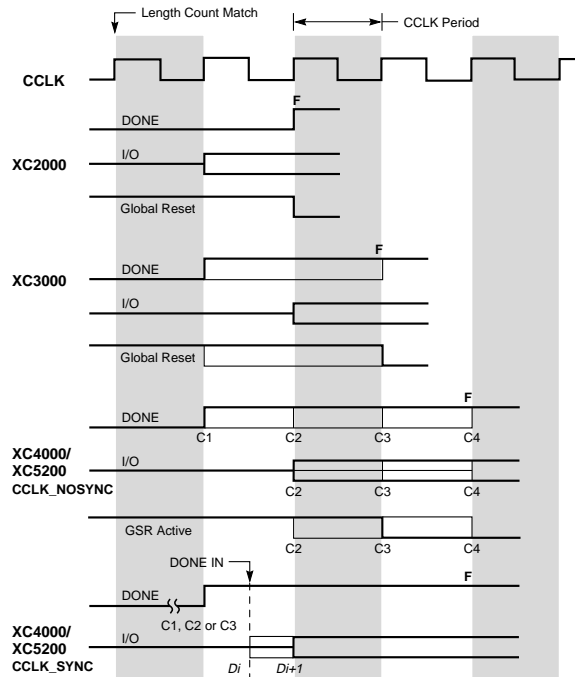 Length Count Match
CCLK Period
CCLK
F
DONE
I/O
XC2000
Global Reset
F
DONE
XC3000
I/O
Global Reset
F
DONE
C1 C2 C3 C4
XC4000/
XC5200
CCLK_NOSYNC
I/O
C2 C3 C4
GSR Active
C2 C3 C4
DONE IN
F
DONE
C1, C2 or C3
XC4000/
XC5200
CCLK_SYNC
I/O
Di Di+1